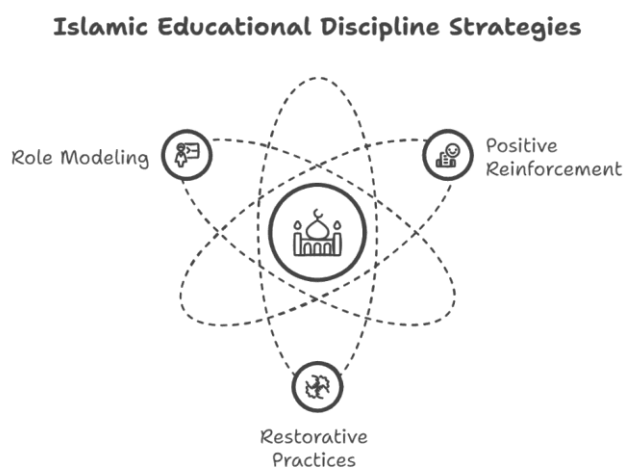 Islamic Educational Discipline Strategies
Role Modeling
Positive
Reinforcement
Restorative
Practices